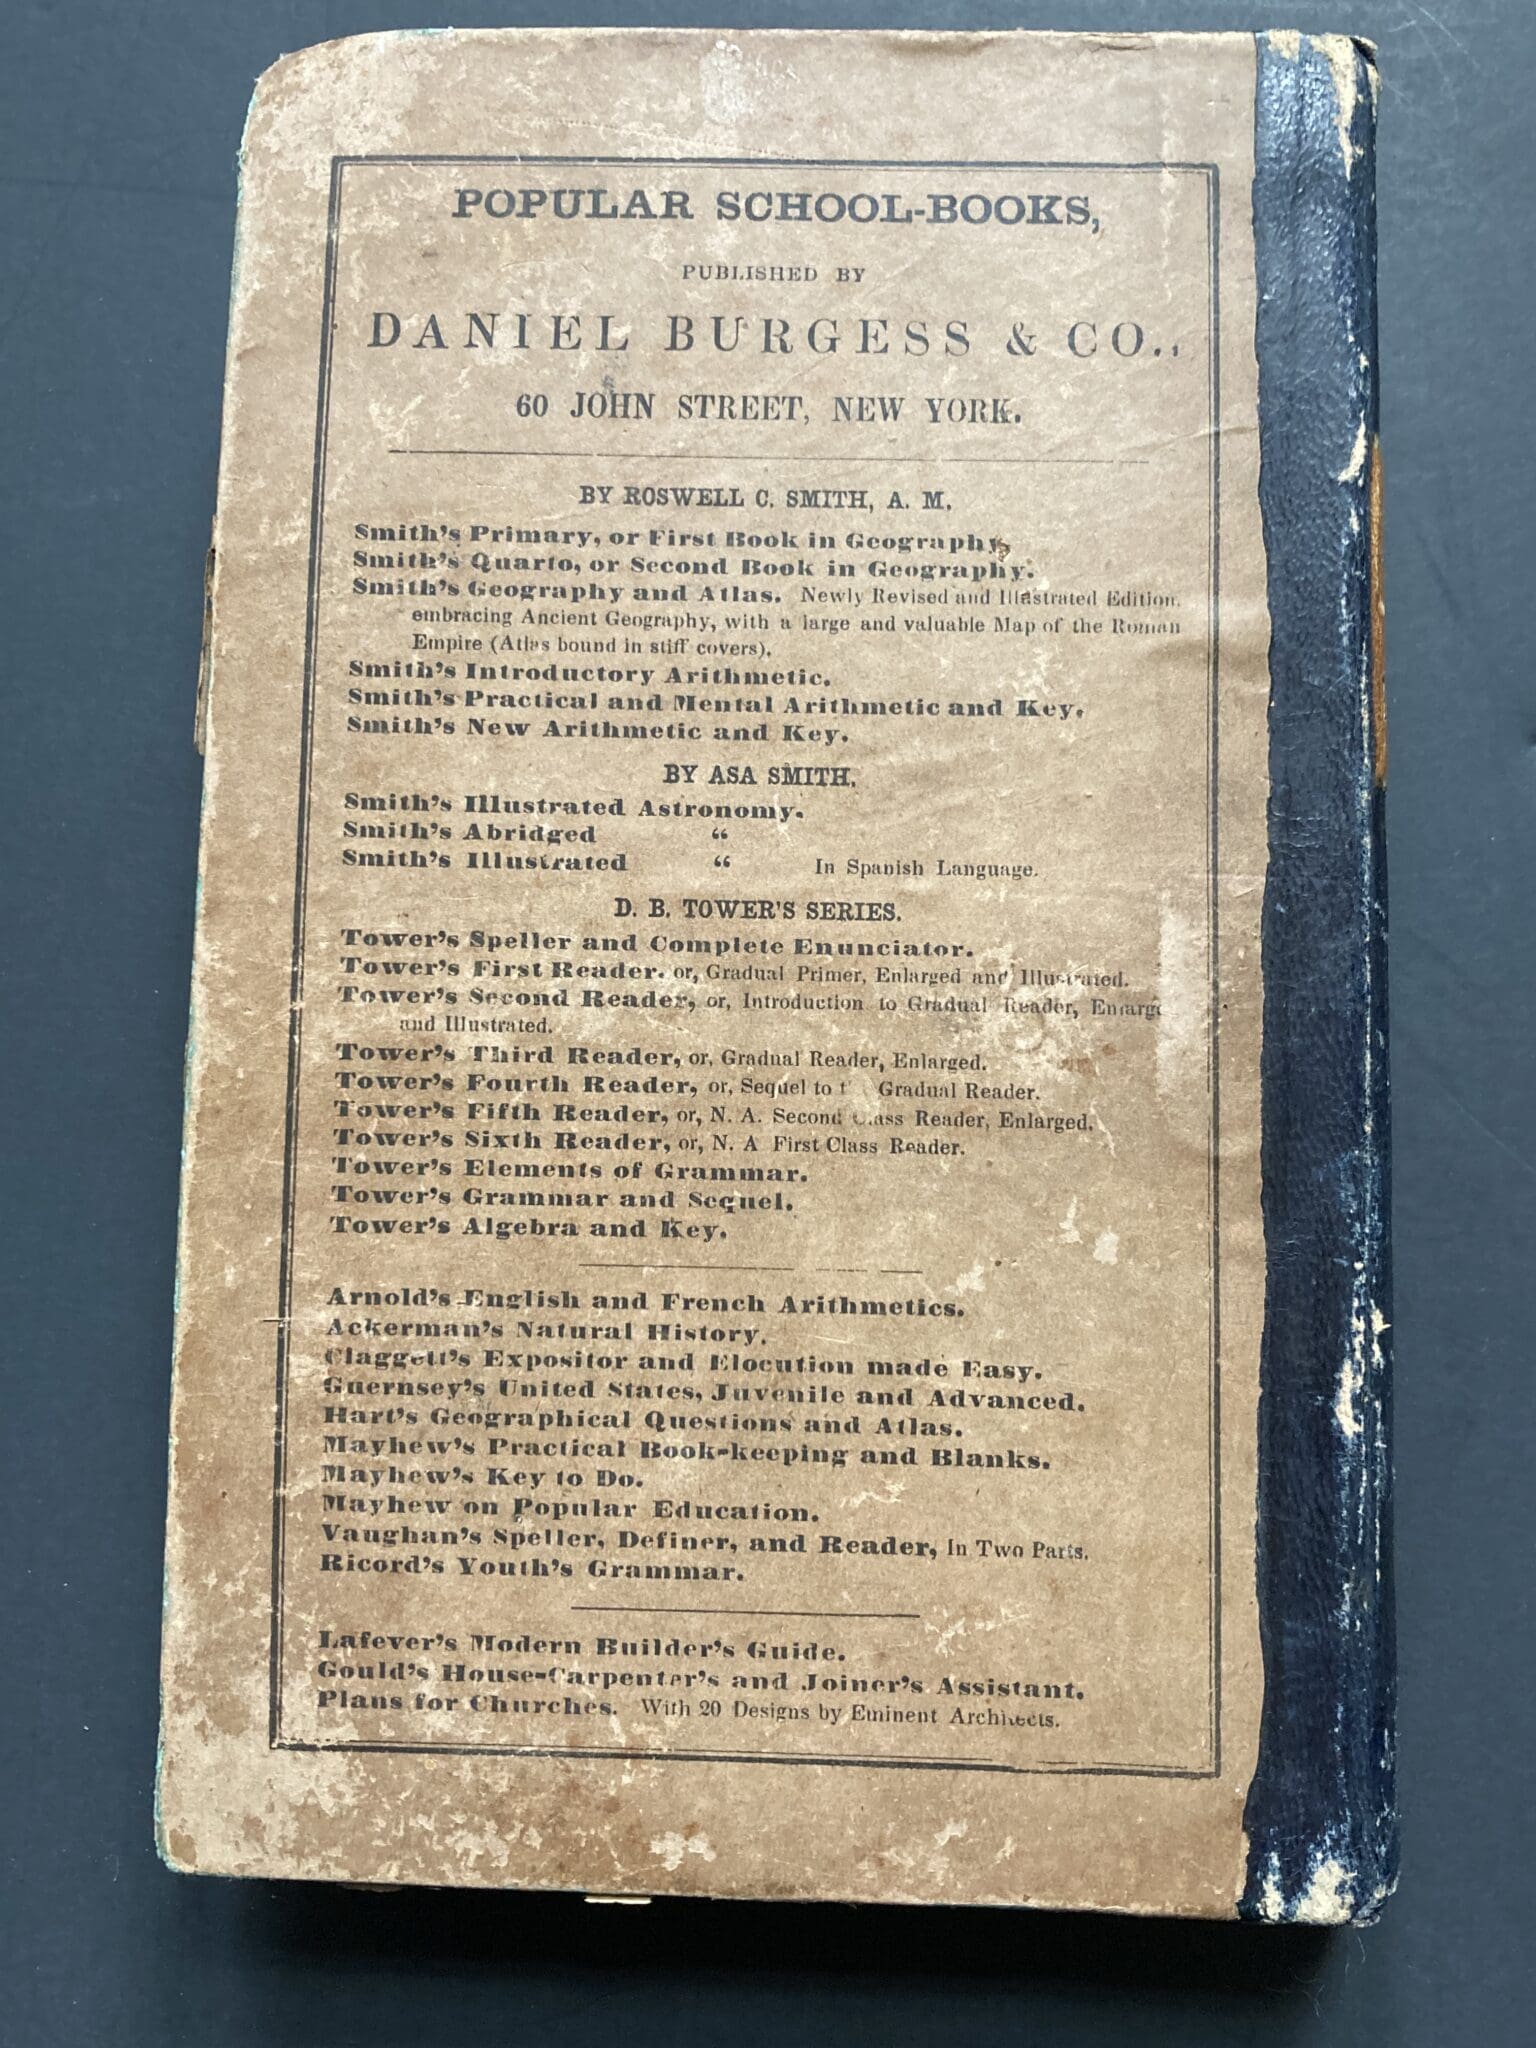 POPULAR SCHOOL-BOOKS,
PUBLISHED BY
DANIEL BURGESS & CO.,
60 JOHN STREET, NEW YORK.
BY ROSWELL C. SMITH, A. M.
Smith's Primary, or First Book in Geography.
Smith's Quarto, or Second Book in Geography.
Smith's Geography and Atlas. Newly Revised and Illustrated Edition,
embracing Ancient Geography, with a large and valuable Map of the Roman
Empire (Atlas bound in stiff covers).
Smith's Introductory Arithmetic.
Smith's Practical and Mental Arithmetic and Key.
Smith's New Arithmetic and Key.
BY ASA SMITH.
Smith's Illustrated Astronomy.
Smith's Abridged “
Smith's Illustrated “ In Spanish Language.
D. B. TOWER'S SERIES.
Tower's Speller and Complete Enunciator.
Tower's First Reader. or, Gradual Primer, Enlarged and Illustrated.
Tower's Second Reader, or, Introduction to Gradual Reader, Enlarge
and Illustrated.
Tower's Third Reader, or, Gradual Reader, Enlarged.
Tower's Fourth Reader, or, Sequel to t Gradual Reader.
Tower's Fifth Reader, or, N. A. Second Class Reader, Enlarged.
Tower's Sixth Reader, or, N. A First Class Reader.
Tower's Elements of Grammar.
Tower's Grammar and Sequel.
Tower's Algebra and Key.
Arnold's English and French Arithmetics.
Ackerman's Natural History.
Claggett's Expositor and Elocution made Easy.
Guernsey's United States, Juvenile and Advanced.
Hart's Geographical Questions and Atlas.
Mayhew's Practical Book-keeping and Blanks.
Mayhew's Key to Do.
Mayhew on Popular Education.
Vaughan's Speller, Definer, and Reader, In Two Parts.
Ricord's Youth's Grammar.
Lafever's Modern Builder's Guide.
Gould's House-Carpenter's and Joiner's Assistant.
Plans for Churches. With 20 Designs by Eminent Architects.